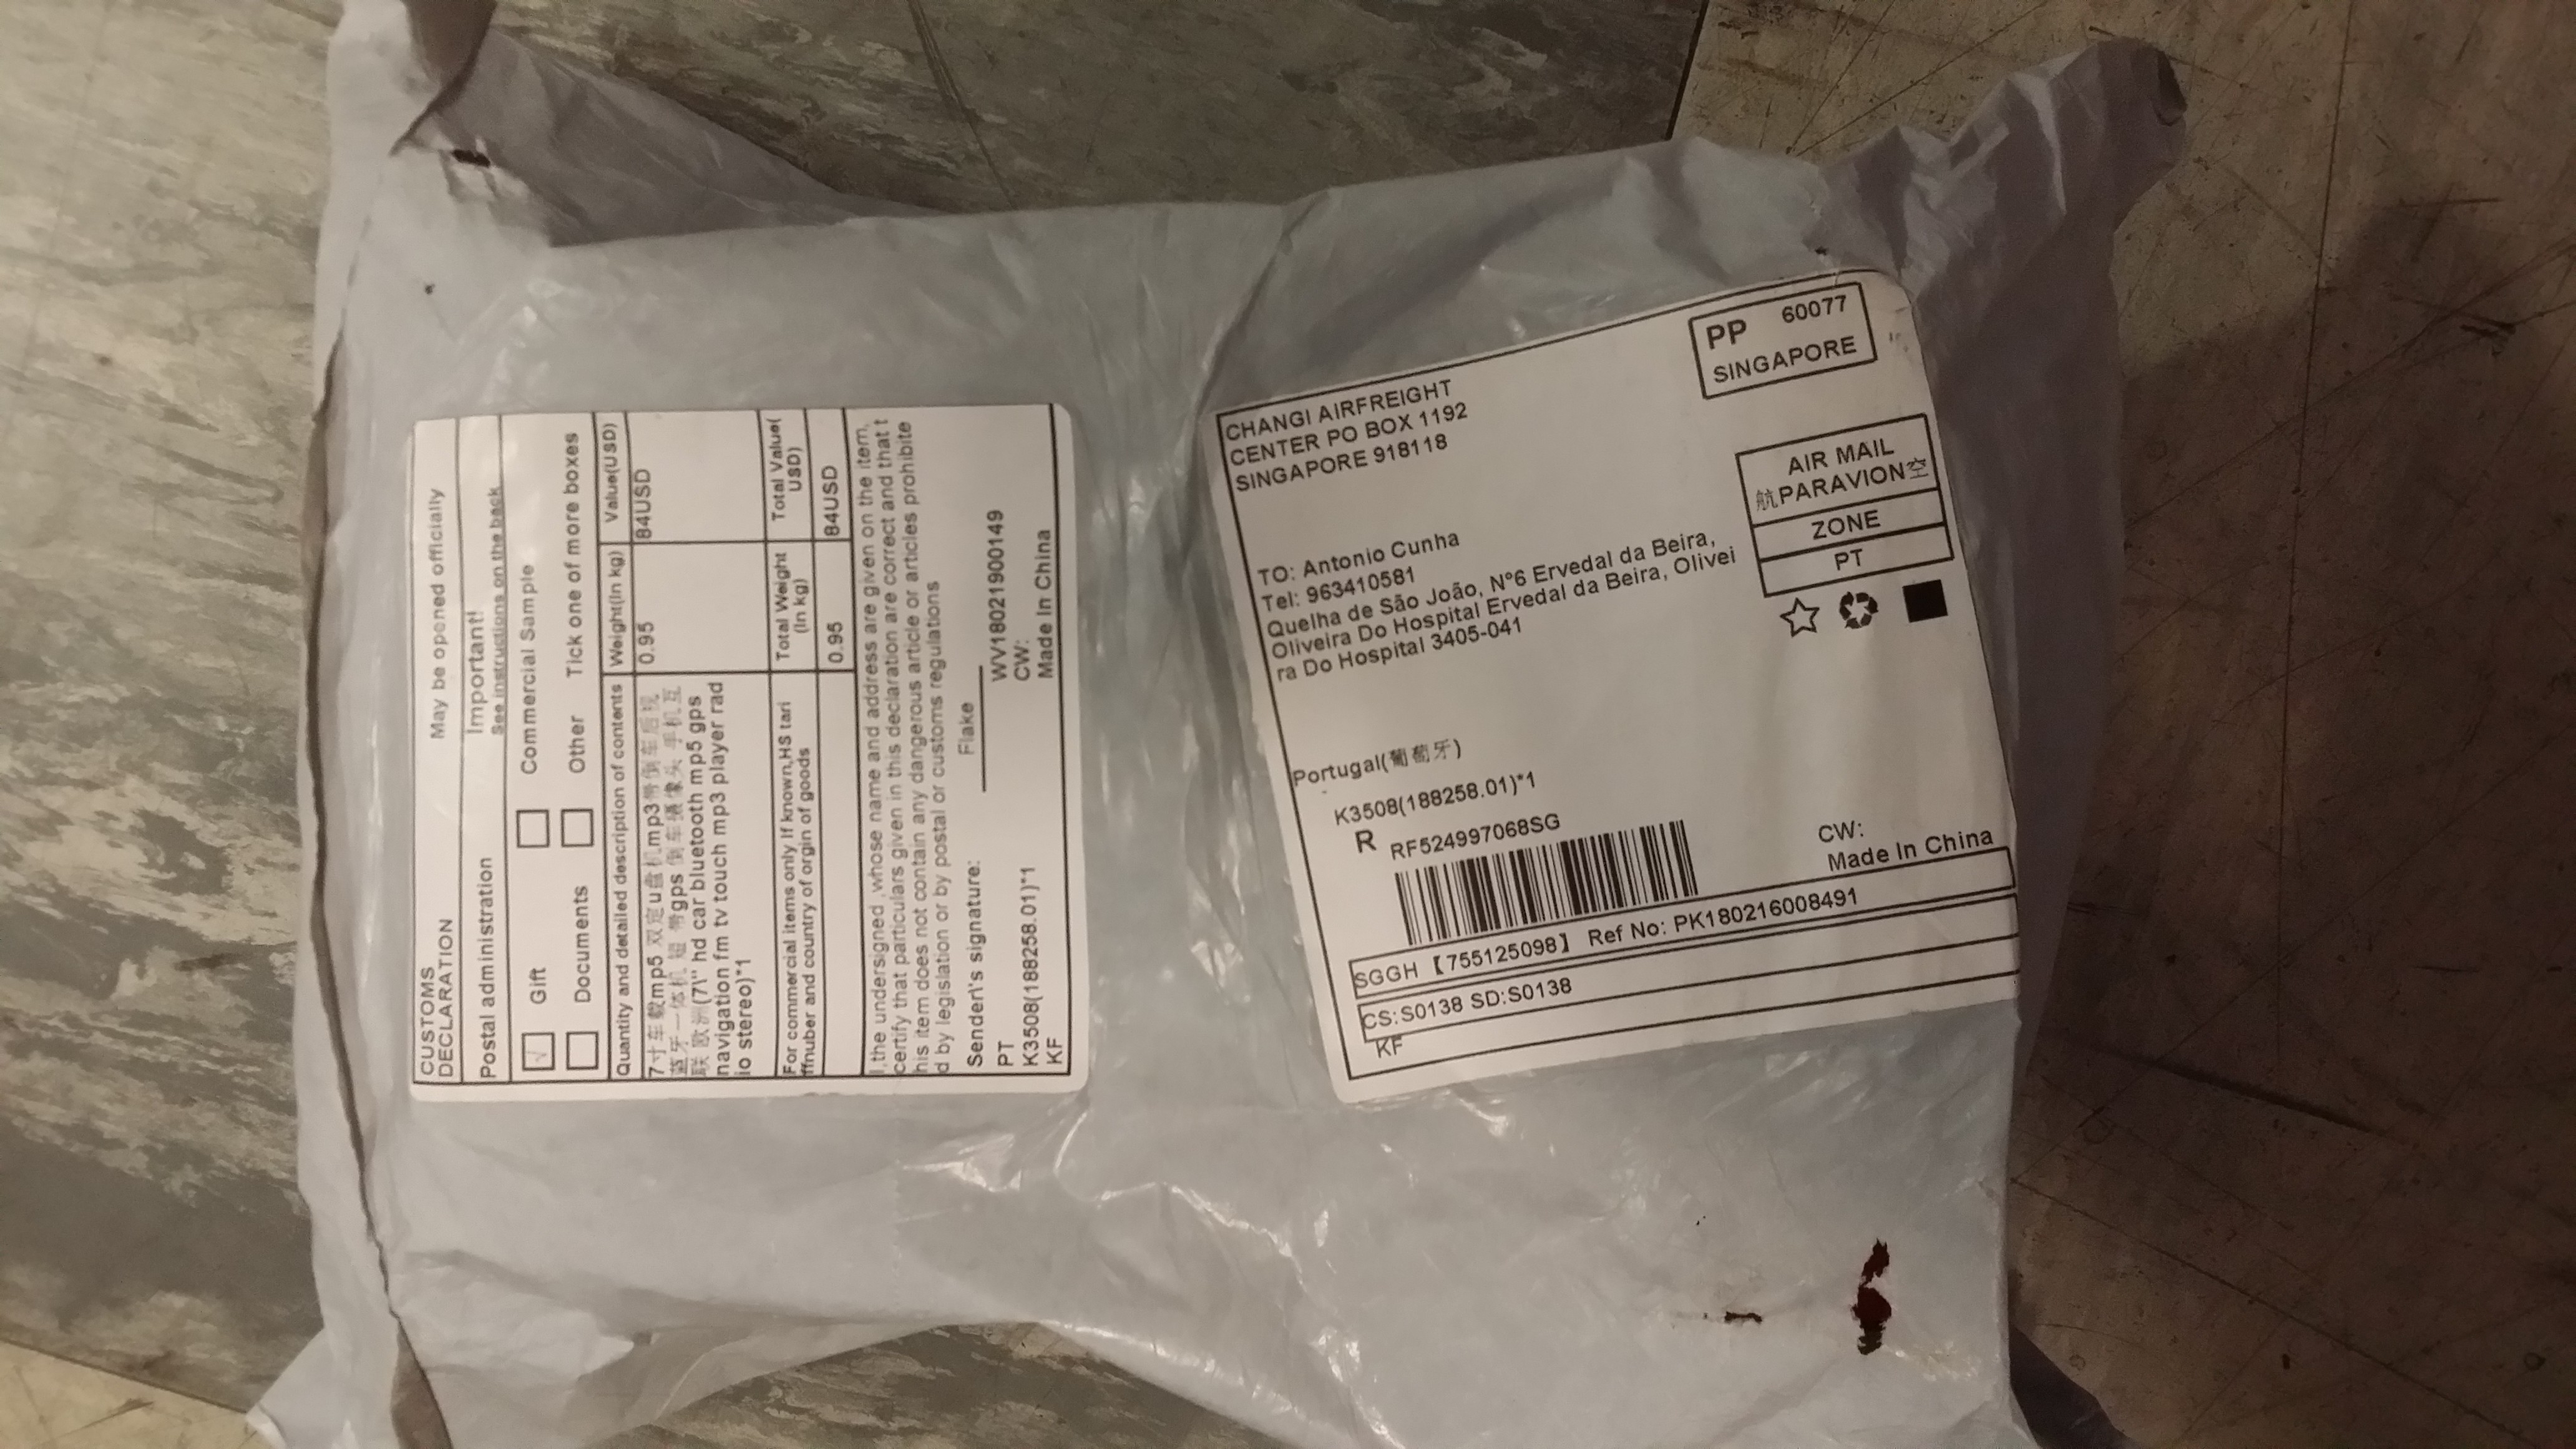 CUSTOMS
DECLARATION
May be opened officially
Postal administration
Important!
See instructions on the back
√ Gift
Commercial Sample
Documents
Other Tick one of more boxes
Quantity and detailed description of contents
Weight(In kg)
Value(USD)
7寸车载mp5 双定u盘机mp3带倒车后视
蓝牙一体机 短 带gps 倒车摄像头 手机互
联 欧洲(7\" hd car bluetooth mp5 gps
navigation fm tv touch mp3 player rad
io stereo)*1
0.95
84USD
For commercial items only If known,HS tari
ffnuber and country of orgin of goods
Total Weight
(In kg)
Total Value(
USD)
0.95
84USD
I,the undersigned ,whose name and address are given on the item,
certify that particulars given in this declaration are correct and that t
his item does not contain any dangerous article or articles prohibite
d by legislation or by postal or customs regulations
Sender\'s signature:
Flake
PT
WV18021900149
K3508(188258.01)*1
CW:
KF
Made In China
CHANGI AIRFREIGHT
CENTER PO BOX 1192
SINGAPORE 918118
PP 60077
SINGAPORE
AIR MAIL
航PARAVION空
ZONE
PT
TO: Antonio Cunha
Tel: 963410581
Quelha de São João, Nº6 Ervedal da Beira,
Oliveira Do Hospital Ervedal da Beira, Olivei
ra Do Hospital 3405-041
Portugal(葡萄牙)
K3508(188258.01)*1
R RF524997068SG
CW:
Made In China
SGGH【755125098】 Ref No: PK180216008491
CS:S0138 SD:S0138
KF